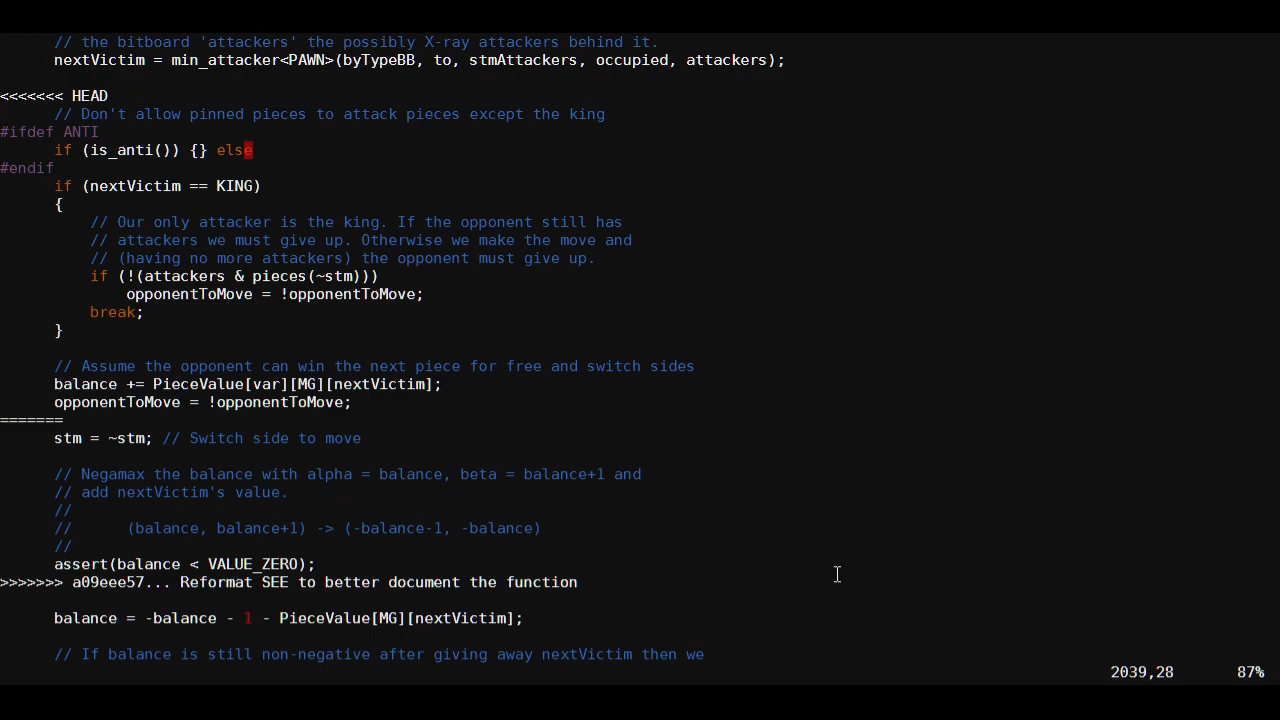 // the bitboard 'attackers' the possibly X-ray attackers behind it.
nextVictim = min_attacker<PAWN>(byTypeBB, to, stmAttackers, occupied, attackers);
<<<<<<< HEAD
// Don't allow pinned pieces to attack pieces except the king
#ifdef ANTI
if (is_anti()) {} else
#endif
if (nextVictim == KING)
{
// Our only attacker is the king. If the opponent still has
// attackers we must give up. Otherwise we make the move and
// (having no more attackers) the opponent must give up.
if (!(attackers & pieces(~stm)))
opponentToMove = !opponentToMove;
break;
}
// Assume the opponent can win the next piece for free and switch sides
balance += PieceValue[var][MG][nextVictim];
opponentToMove = !opponentToMove;
=======
stm = ~stm; // Switch side to move
// Negamax the balance with alpha = balance, beta = balance+1 and
// add nextVictim's value.
//
//      (balance, balance+1) -> (-balance-1, -balance)
//
assert(balance < VALUE_ZERO);
>>>>>>> a09eee57... Reformat SEE to better document the function
balance = -balance - 1 - PieceValue[MG][nextVictim];
// If balance is still non-negative after giving away nextVictim then we
2039,28 87%